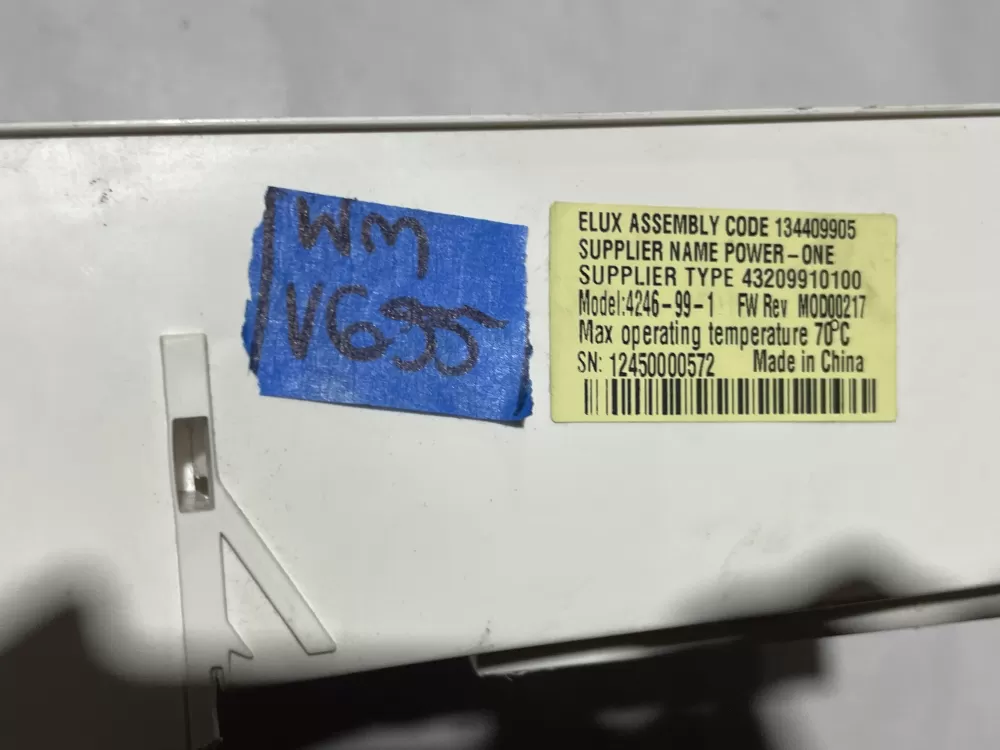 WM
V635
ELUX ASSEMBLY CODE 134409905
SUPPLIER NAME POWER-ONE
SUPPLIER TYPE 43209910100
Model:4246-99-1 FW Rev MOD00217
Max operating temperature 70°C
SN: 12450000572 Made in China